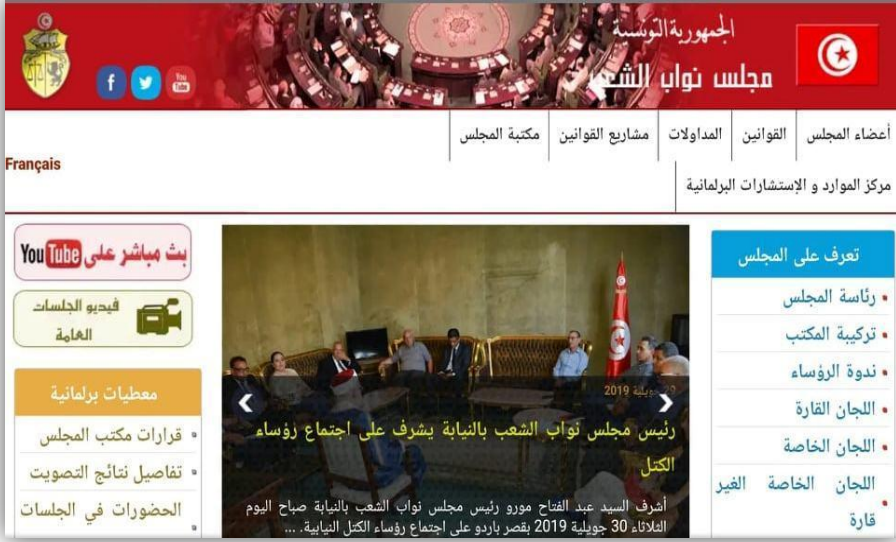 الجمهورية التونسية
مجلس نواب الشعب
f
You Tube
أعضاء المجلس
القوانين
المداولات
مشاريع القوانين
مكتبة المجلس
مركز الموارد و الإستشارات البرلمانية
Français
تعرف على المجلس
رئاسة المجلس
تركيبة المكتب
ندوة الرؤساء
اللجان القارة
اللجان الخاصة
اللجان الخاصة الغير
قارة
جويلية 2019
رئيس مجلس نواب الشعب بالنيابة يشرف على اجتماع رؤساء
الكتل
أشرف السيد عبد الفتاح مورو رئيس مجلس نواب الشعب بالنيابة صباح اليوم
الثلاثاء 30 جويلية 2019 بقصر باردو على اجتماع رؤساء الكتل النيابية. ...
بث مباشر على YouTube
فيديو الجلسات
العامة
معطيات برلمانية
قرارات مكتب المجلس
تفاصيل نتائج التصويت
الحضورات في الجلسات